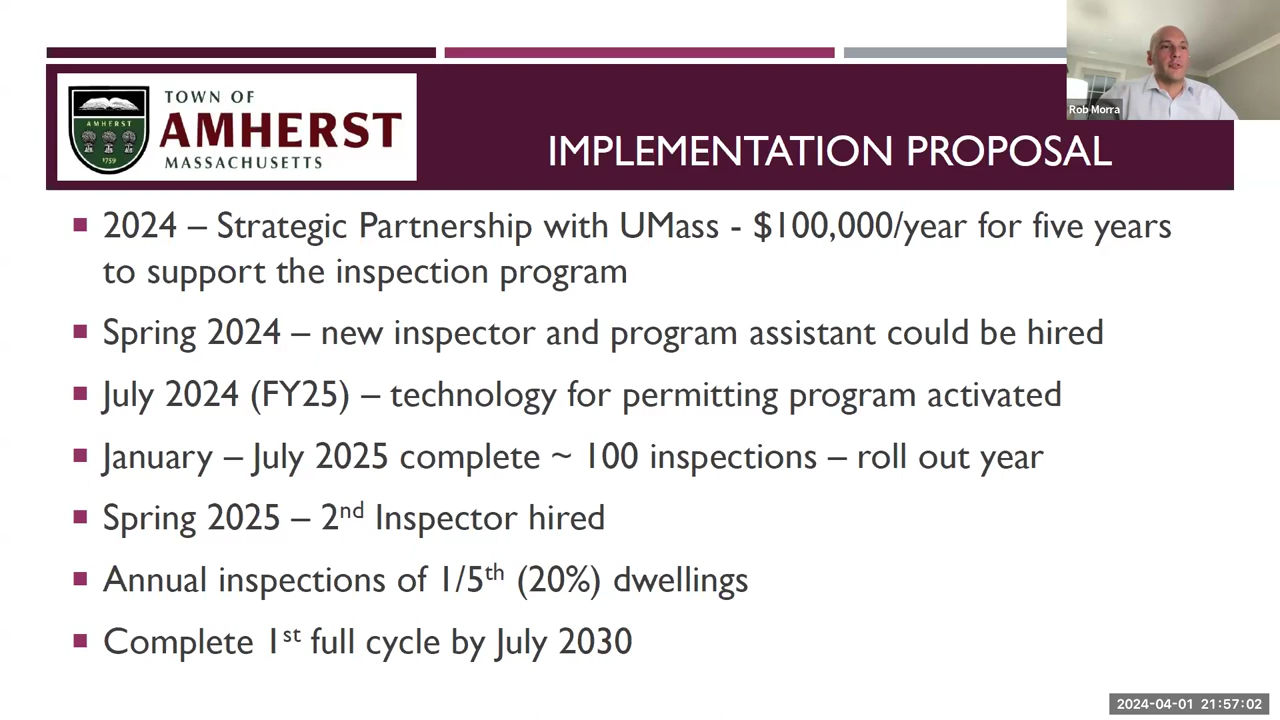 Rob Morra
TOWN OF
AMHERST
MASSACHUSETTS
AMHERST
1759
IMPLEMENTATION PROPOSAL
■ 2024 – Strategic Partnership with UMass - $100,000/year for five years
to support the inspection program
■ Spring 2024 – new inspector and program assistant could be hired
■ July 2024 (FY25) – technology for permitting program activated
■ January – July 2025 complete ~ 100 inspections – roll out year
■ Spring 2025 – 2nd Inspector hired
■ Annual inspections of 1/5th (20%) dwellings
■ Complete 1st full cycle by July 2030
2024-04-01 21:57:02